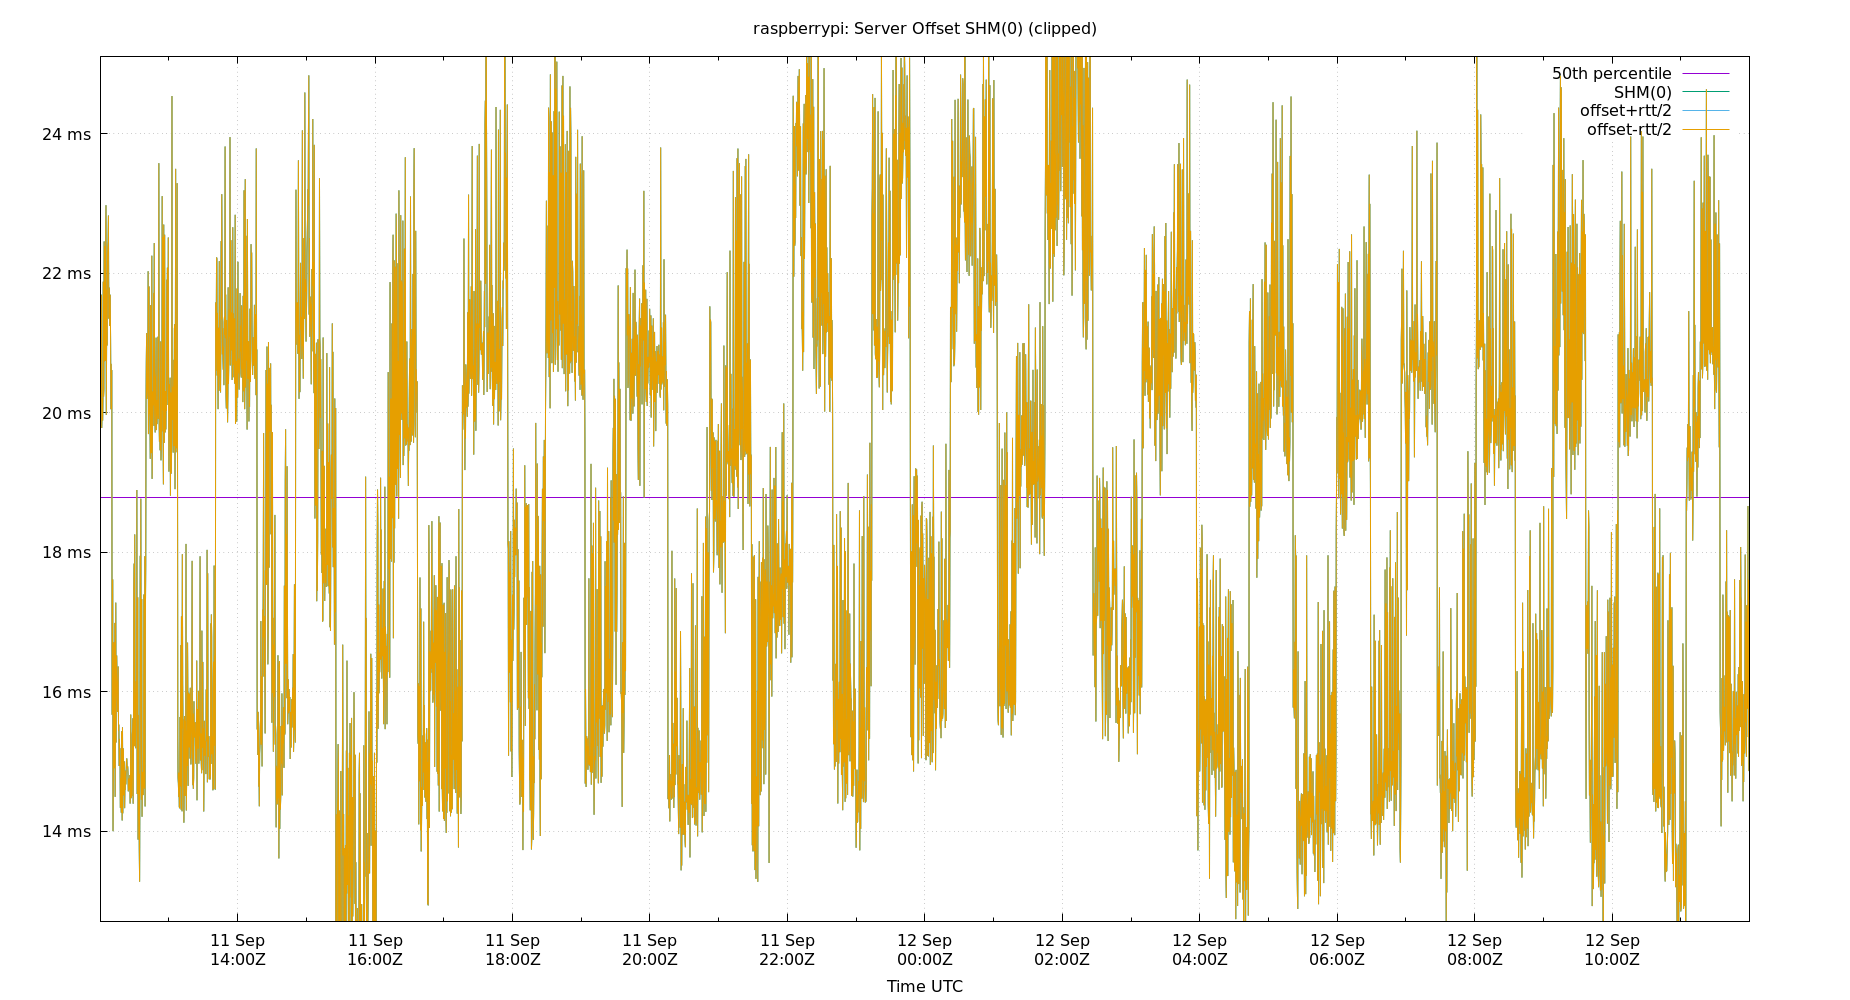 raspberrypi: Server Offset SHM(0) (clipped)
50th percentile
SHM(0)
offset+rtt/2
offset-rtt/2
24 ms
22 ms
20 ms
18 ms
16 ms
14 ms
11 Sep 11 Sep 11 Sep 11 Sep 11 Sep 12 Sep 12 Sep 12 Sep 12 Sep 12 Sep 12 Sep
14:00Z 16:00Z 18:00Z 20:00Z 22:00Z 00:00Z 02:00Z 04:00Z 06:00Z 08:00Z 10:00Z
Time UTC